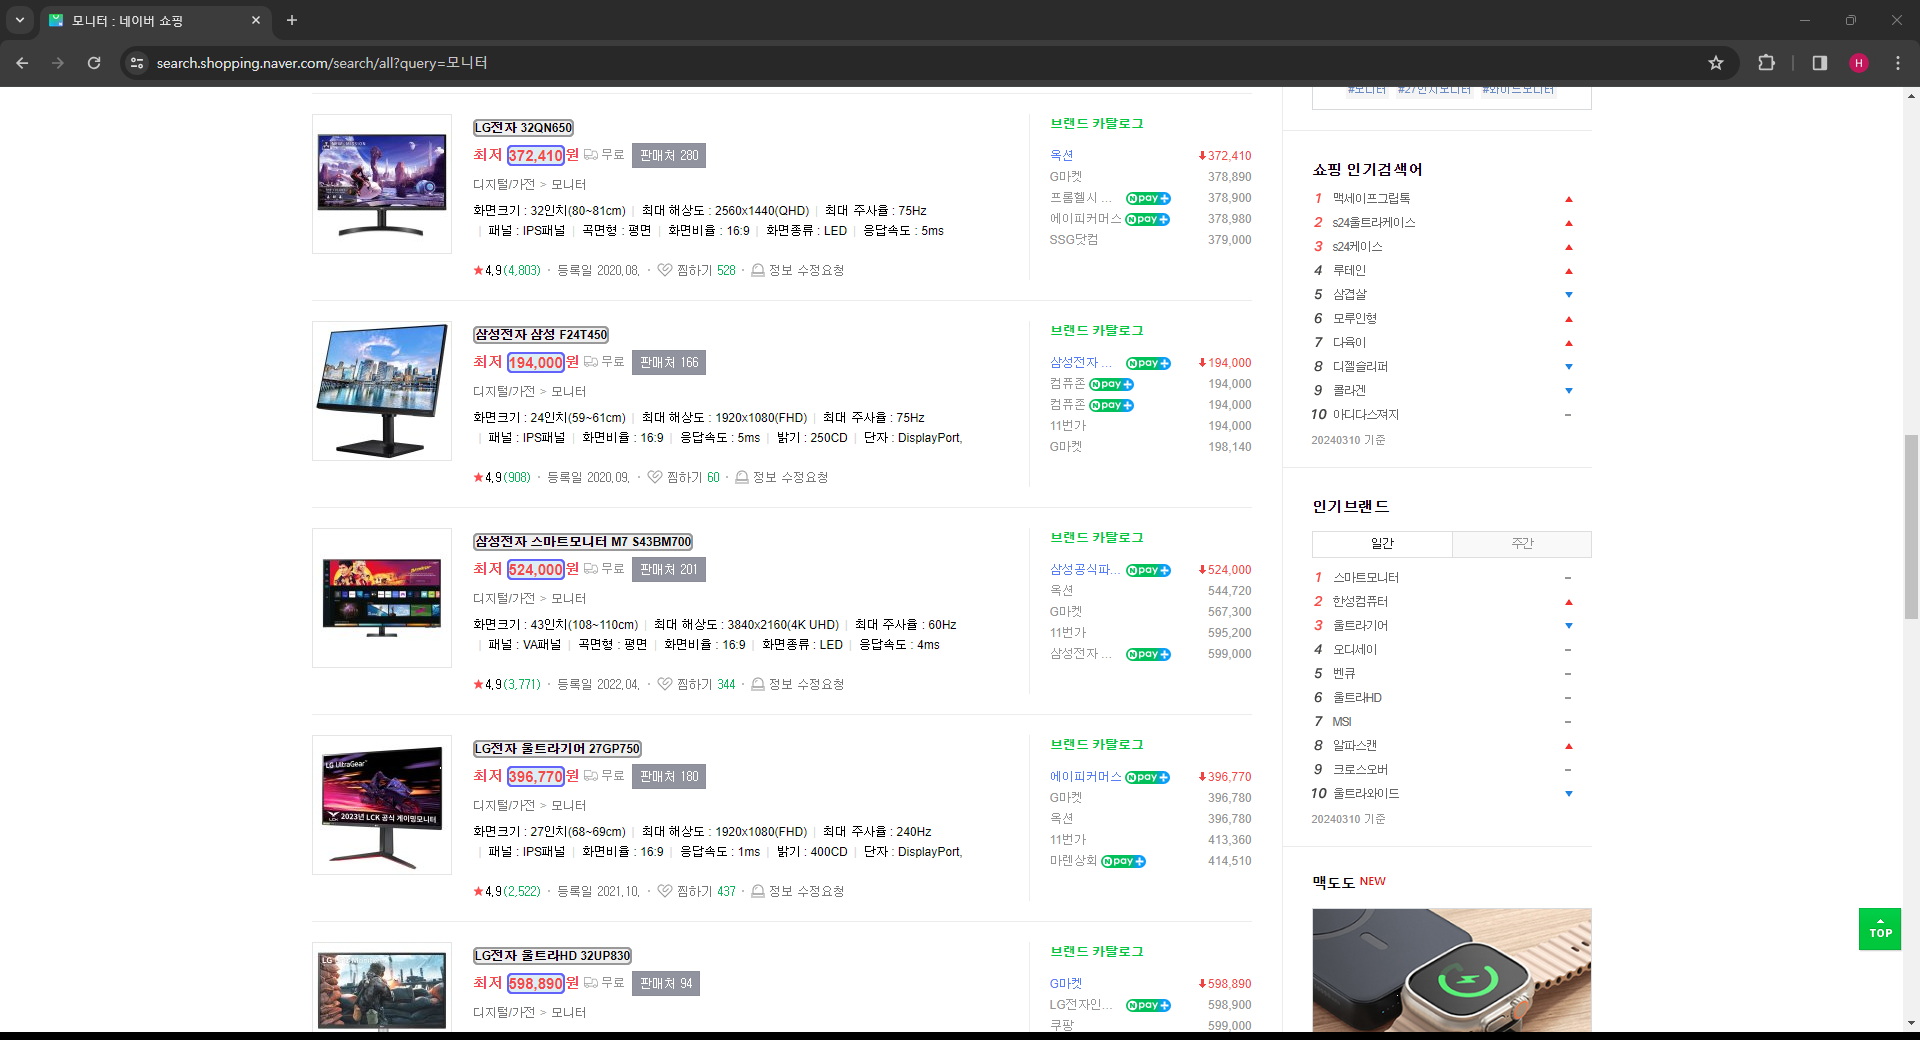 모니터 : 네이버 쇼핑
search.shopping.naver.com/search/all?query=모니터
H
LG전자 32QN650
최저 372,410원 무료 판매처 280
디지털/가전 > 모니터
화면크기 : 32인치(80~81cm) | 최대 해상도 : 2560x1440(QHD) | 최대 주사율 : 75Hz
| 패널 : IPS패널 | 곡면형 : 평면 | 화면비율 : 16:9 | 화면종류 : LED | 응답속도 : 5ms
★4.9(4,803) · 등록일 2020.08. · 찜하기 528 · 정보 수정요청
브랜드 카탈로그
옥션 372,410
G마켓 378,890
프롬헬시 ... Npay+ 378,900
에이피커머스 Npay+ 378,980
SSG닷컴 379,000
삼성전자 삼성 F24T450
최저 194,000원 무료 판매처 166
디지털/가전 > 모니터
화면크기 : 24인치(59~61cm) | 최대 해상도 : 1920x1080(FHD) | 최대 주사율 : 75Hz
| 패널 : IPS패널 | 화면비율 : 16:9 | 응답속도 : 5ms | 밝기 : 250CD | 단자 : DisplayPort,
★4.9(908) · 등록일 2020.09. · 찜하기 60 · 정보 수정요청
브랜드 카탈로그
삼성전자 ... Npay+ 194,000
컴퓨존 Npay+ 194,000
컴퓨존 Npay+ 194,000
11번가 194,000
G마켓 198,140
삼성전자 스마트모니터 M7 S43BM700
최저 524,000원 무료 판매처 201
디지털/가전 > 모니터
화면크기 : 43인치(108~110cm) | 최대 해상도 : 3840x2160(4K UHD) | 최대 주사율 : 60Hz
| 패널 : VA패널 | 곡면형 : 평면 | 화면비율 : 16:9 | 화면종류 : LED | 응답속도 : 4ms
★4.9(3,771) · 등록일 2022.04. · 찜하기 344 · 정보 수정요청
브랜드 카탈로그
삼성공식파... Npay+ 524,000
옥션 544,720
G마켓 567,300
11번가 595,200
삼성전자 ... Npay+ 599,000
LG UltraGear
2023년 LCK 공식 게이밍모니터
LG전자 울트라기어 27GP750
최저 396,770원 무료 판매처 180
디지털/가전 > 모니터
화면크기 : 27인치(68~69cm) | 최대 해상도 : 1920x1080(FHD) | 최대 주사율 : 240Hz
| 패널 : IPS패널 | 화면비율 : 16:9 | 응답속도 : 1ms | 밝기 : 400CD | 단자 : DisplayPort,
★4.9(2,522) · 등록일 2021.10. · 찜하기 437 · 정보 수정요청
브랜드 카탈로그
에이피커머스 Npay+ 396,770
G마켓 396,780
옥션 396,780
11번가 413,360
마렌상회 Npay+ 414,510
LG전자 울트라HD 32UP830
최저 598,890원 무료 판매처 94
디지털/가전 > 모니터
브랜드 카탈로그
G마켓 598,890
LG전자인... Npay+ 598,900
쿠팡 599,000
#모니터 #27인치모니터 #와이드모니터
쇼핑 인기검색어
1 맥세이프그립톡
2 s24울트라케이스
3 s24케이스
4 루테인
5 삼겹살
6 모루인형
7 다육이
8 디젤슬리퍼
9 콜라겐
10 아디다스져지
20240310 기준
인기브랜드
일간 주간
1 스마트모니터
2 한성컴퓨터
3 울트라기어
4 오디세이
5 벤큐
6 울트라HD
7 MSI
8 알파스캔
9 크로스오버
10 울트라와이드
20240310 기준
맥도도 NEW
TOP